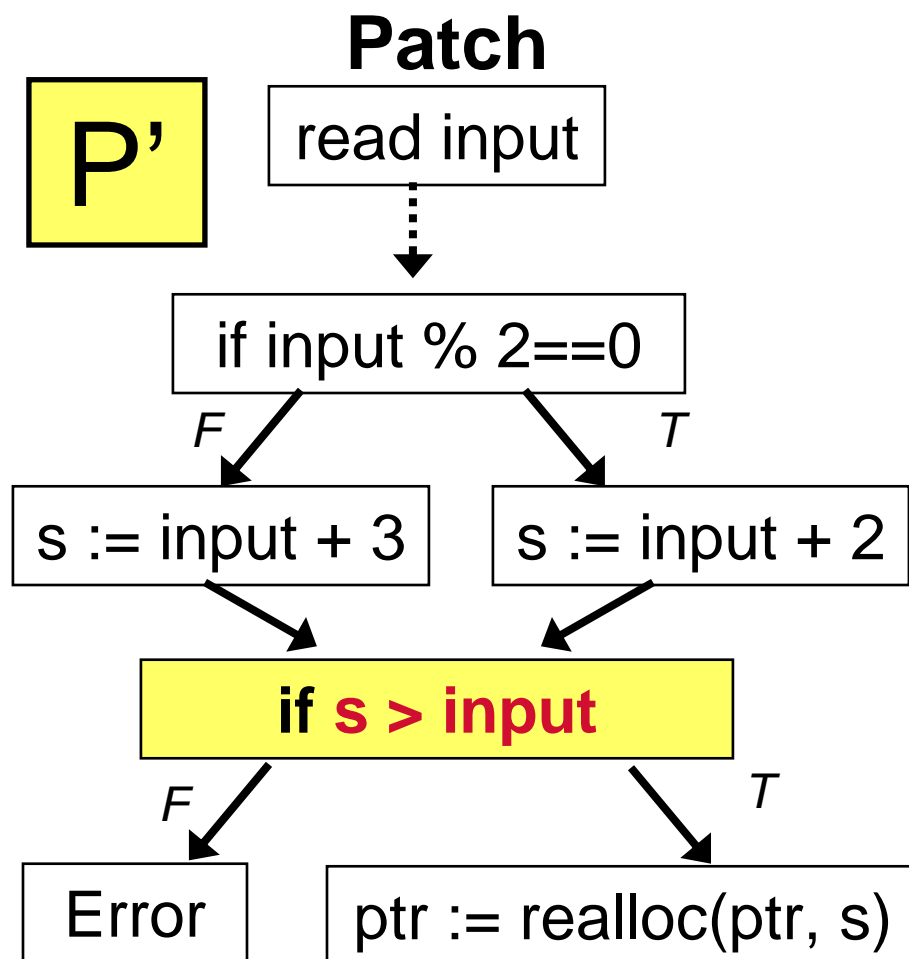 Patch
P’
read input
if input % 2==0
F
T
s := input + 3
s := input + 2
if s > input
F
T
Error
ptr := realloc(ptr, s)